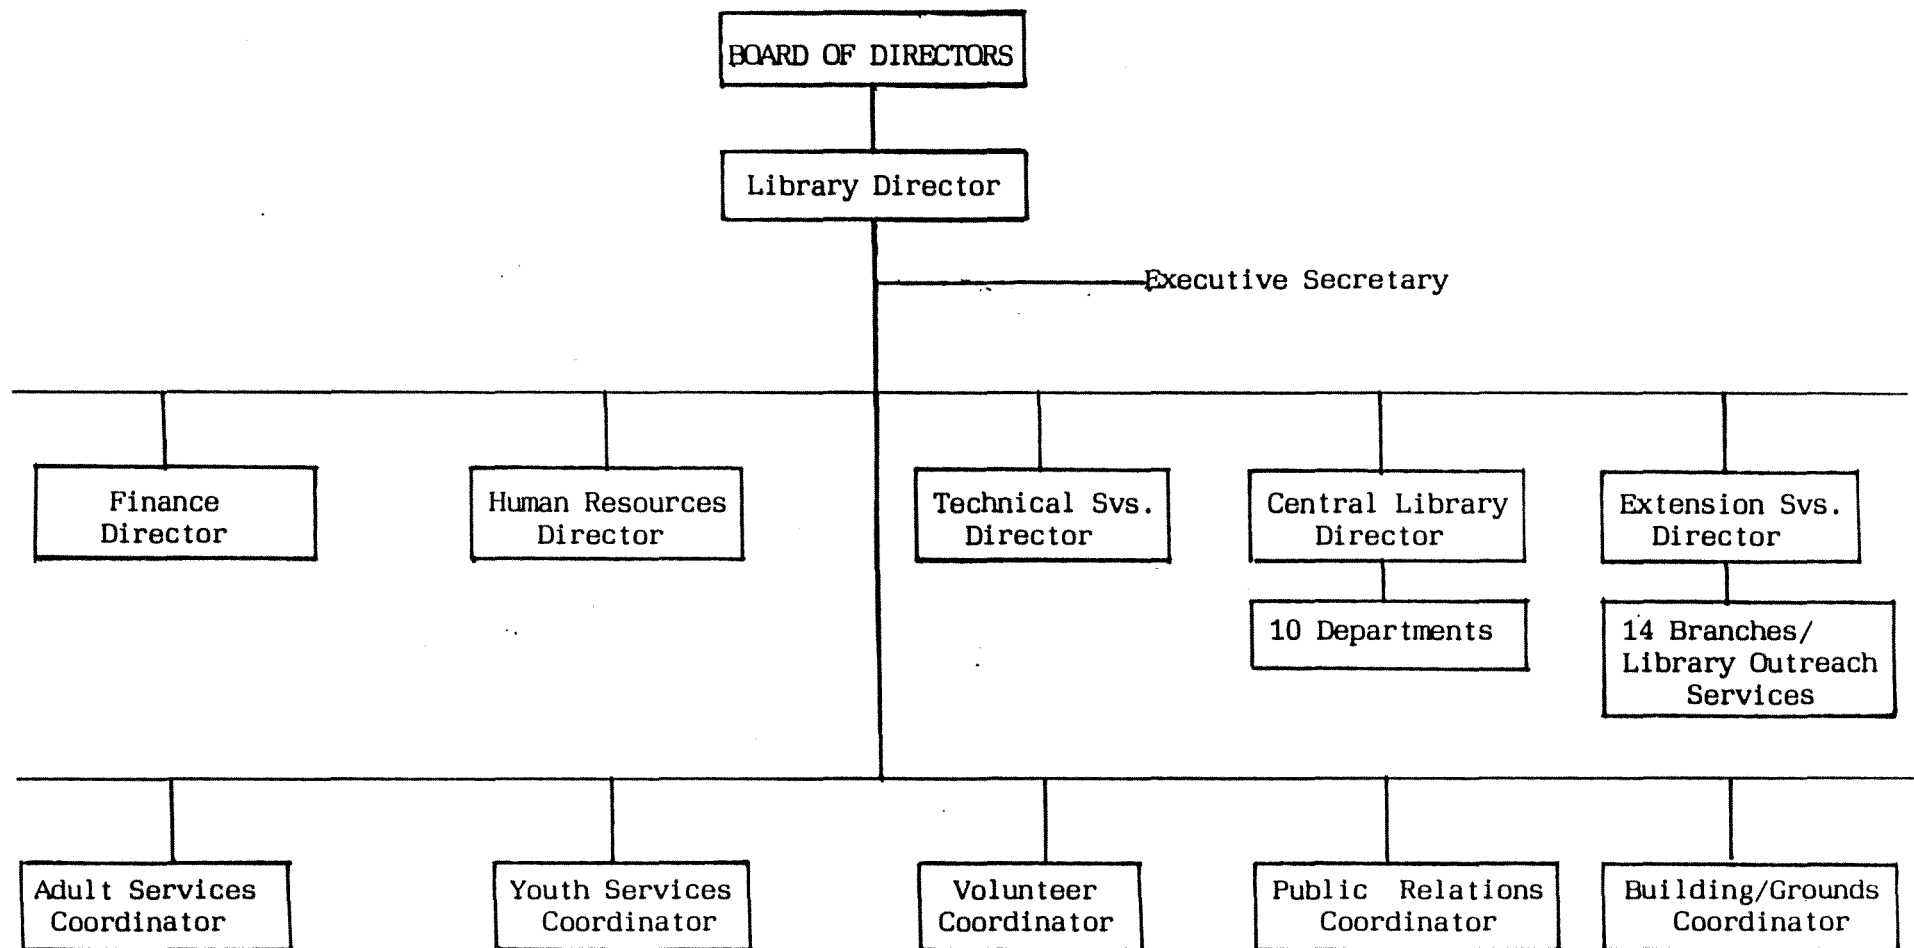 BOARD OF DIRECTORS
Library Director
Executive Secretary
Finance
Director
Human Resources
Director
Technical Svs.
Director
Central Library
Director
Extension Svs.
Director
10 Departments
14 Branches/
Library Outreach
Services
Adult Services
Coordinator
Youth Services
Coordinator
Volunteer
Coordinator
Public Relations
Coordinator
Building/Grounds
Coordinator